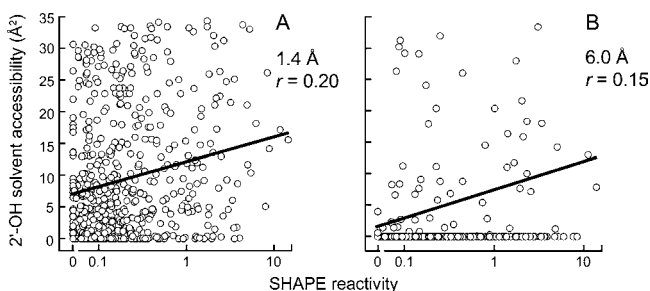 2'-OH solvent accessibility (Å²)
35
30
25
20
15
10
5
0
A
1.4 Å
r = 0.20
B
6.0 Å
r = 0.15
0 0.1 1 10
0 0.1 1 10
SHAPE reactivity